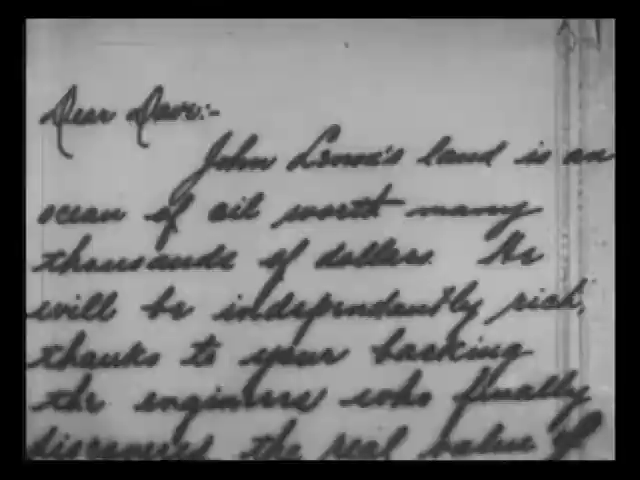 Dear Dave:-
John Lenox's land is an
ocean of oil worth many
thousands of dollars. He
will be independantly rich,
thanks to your backing
the engineers who finally
discovered the real value of